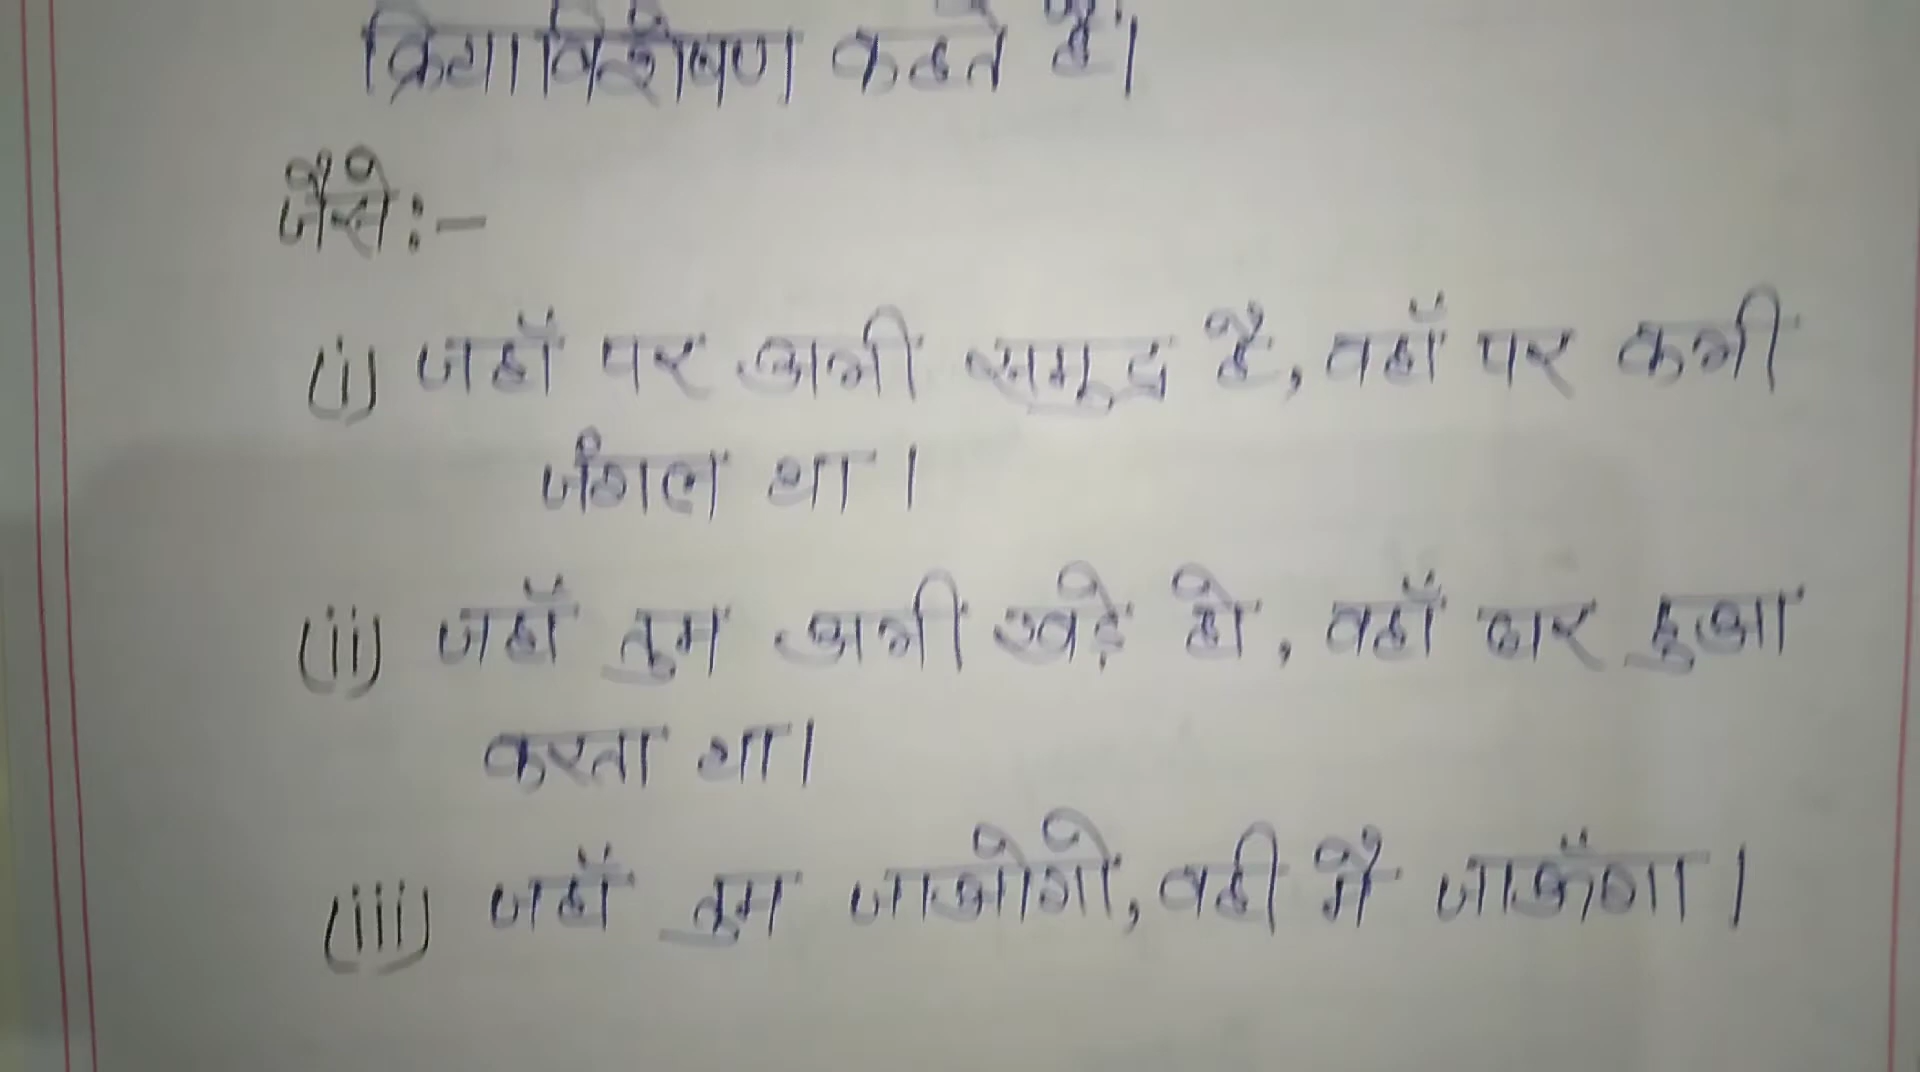 क्रियाविशेषण कहते हैं।
जैसे:-
(i) जहाँ पर अभी समुद्र है, वहाँ पर कभी
जंगल था।
(ii) जहाँ तुम अभी खड़े हो, वहाँ घर हुआ
करता था।
(iii) जहाँ तुम जाओगो, वही मैं जाऊँगा।